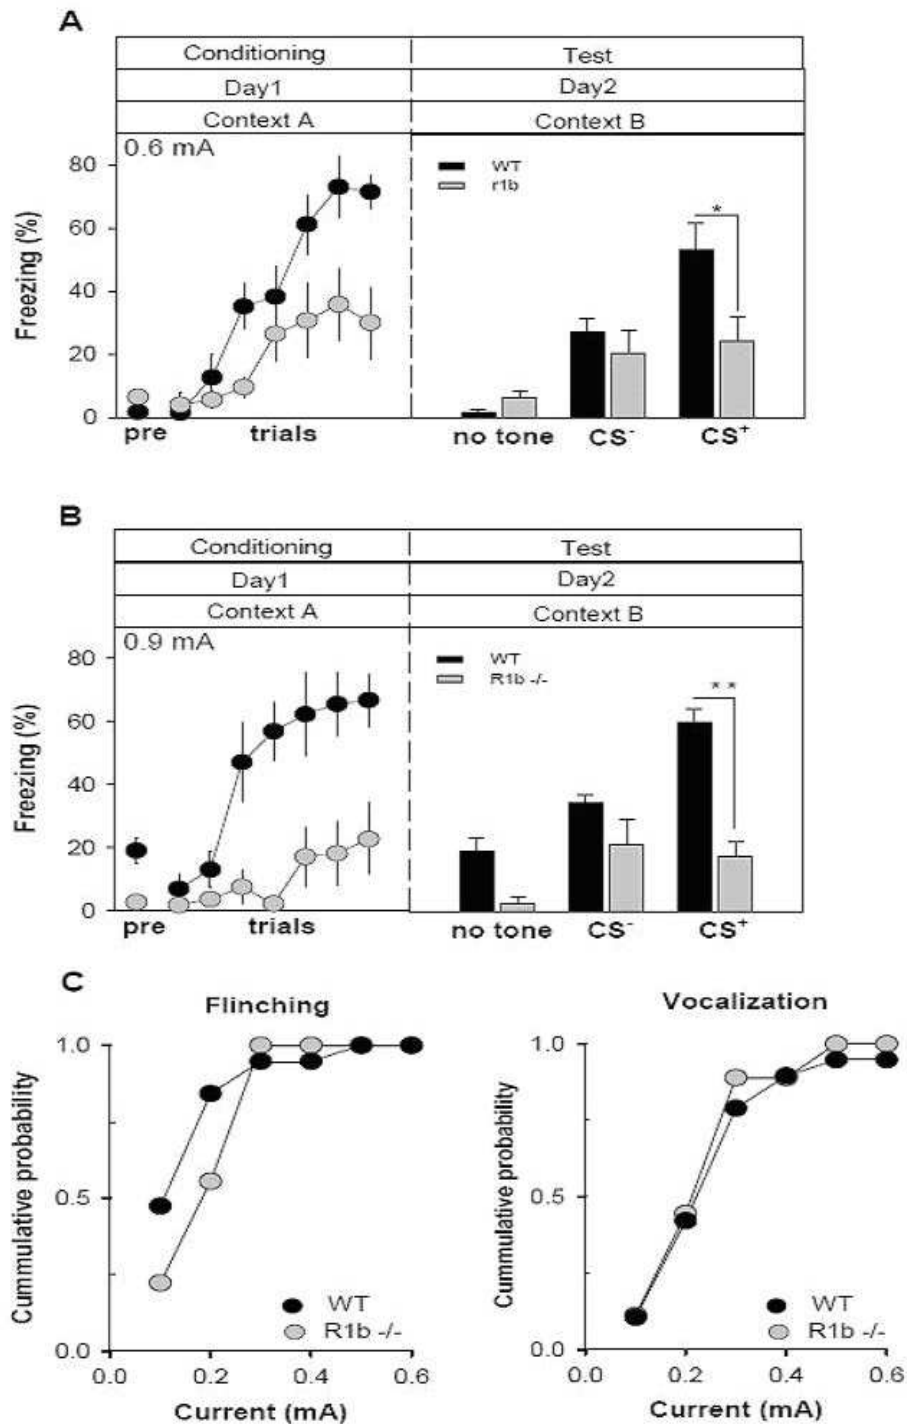 A
Conditioning Test
Day1 Day2
Context A Context B
0.6 mA
WT
r1b
*
Freezing (%)
80
60
40
20
0
pre trials no tone CS⁻ CS⁺
B
Conditioning Test
Day1 Day2
Context A Context B
0.9 mA
WT
R1b -/-
* *
Freezing (%)
80
60
40
20
0
pre trials no tone CS⁻ CS⁺
C
Flinching
Cummulative probability
1.0
0.5
0.0
WT
R1b -/-
0.0 0.2 0.4 0.6
Current (mA)
Vocalization
Cummulative probability
1.0
0.5
0.0
WT
R1b -/-
0.0 0.2 0.4 0.6
Current (mA)